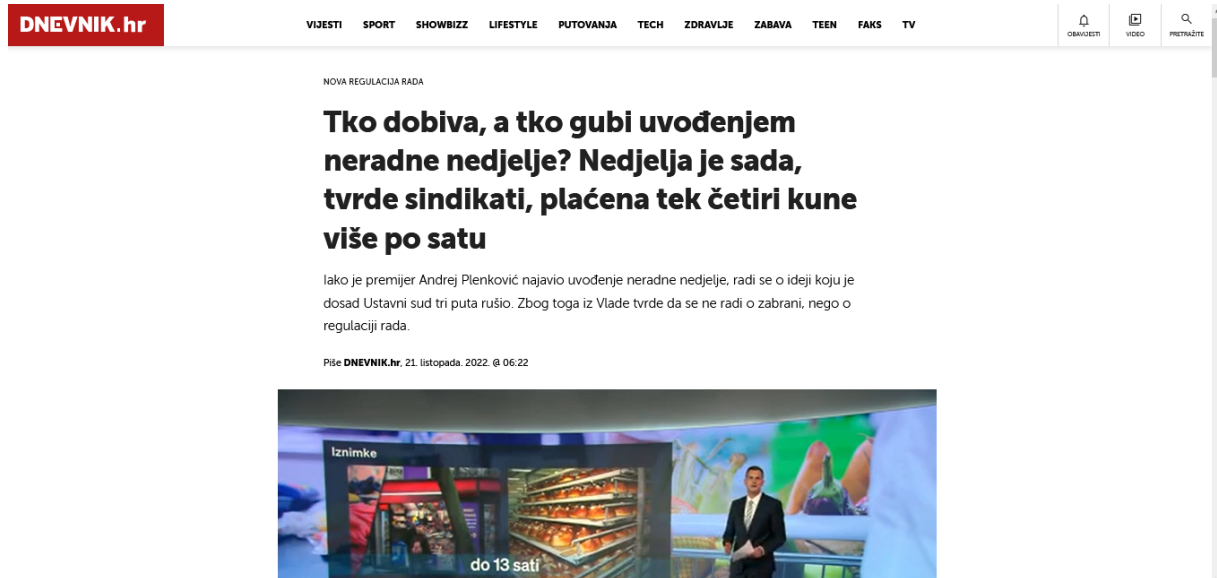 DNEVNIK.hr
VIJESTI SPORT SHOWBIZZ LIFESTYLE PUTOVANJA TECH ZDRAVLJE ZABAVA TEEN FAKS TV
OBAVIJESTI VIDEO PRETRAŽITE
NOVA REGULACIJA RADA
Tko dobiva, a tko gubi uvođenjem
neradne nedjelje? Nedjelja je sada,
tvrde sindikati, plaćena tek četiri kune
više po satu
Iako je premijer Andrej Plenković najavio uvođenje neradne nedjelje, radi se o ideji koju je
dosad Ustavni sud tri puta rušio. Zbog toga iz Vlade tvrde da se ne radi o zabrani, nego o
regulaciji rada.
Piše DNEVNIK.hr, 21. listopada. 2022. @ 06:22
Iznimke
do 13 sati